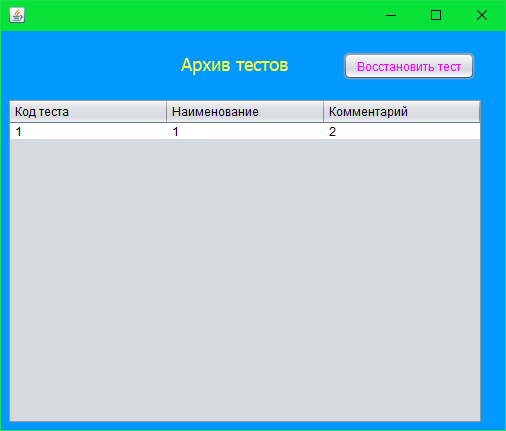 Архив тестов
Восстановить тест
Код теста Наименование Комментарий
1 1 2